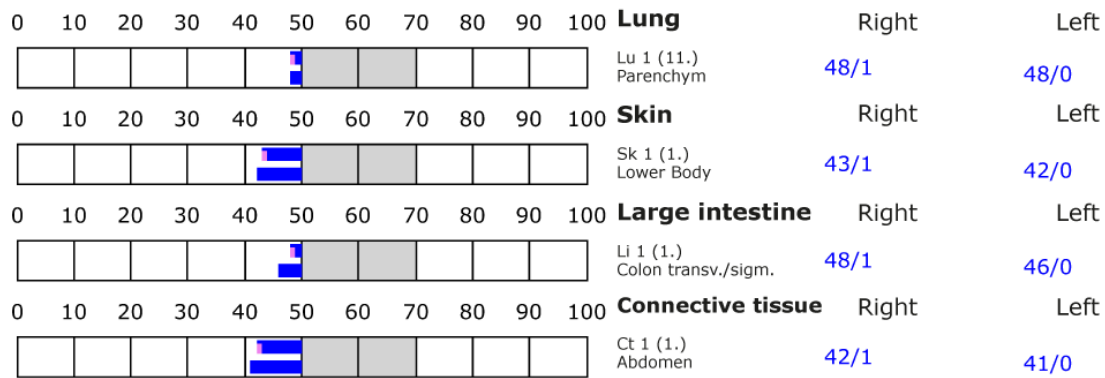 0 10 20 30 40 50 60 70 80 90 100 Lung Right Left
Lu 1 (11.)
Parenchym 48/1 48/0
0 10 20 30 40 50 60 70 80 90 100 Skin Right Left
Sk 1 (1.)
Lower Body 43/1 42/0
0 10 20 30 40 50 60 70 80 90 100 Large intestine Right Left
Li 1 (1.)
Colon transv./sigm. 48/1 46/0
0 10 20 30 40 50 60 70 80 90 100 Connective tissue Right Left
Ct 1 (1.)
Abdomen 42/1 41/0